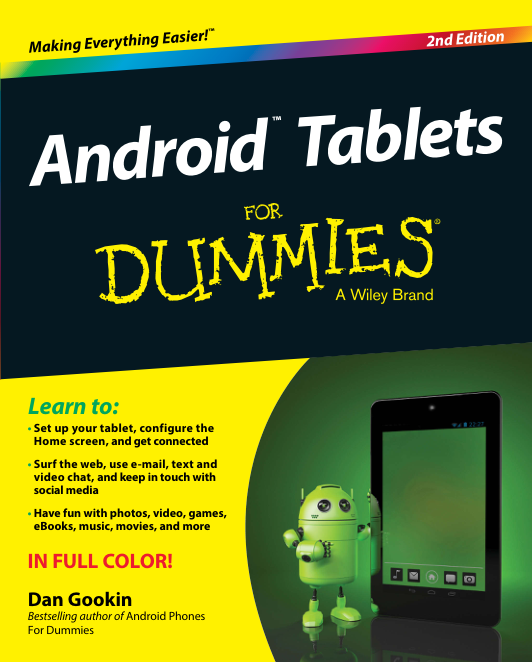 Making Everything Easier!™
2nd Edition
Android™ Tablets
FOR
DUMMIES®
A Wiley Brand
Learn to:
• Set up your tablet, configure the
Home screen, and get connected
• Surf the web, use e-mail, text and
video chat, and keep in touch with
social media
• Have fun with photos, video, games,
eBooks, music, movies, and more
IN FULL COLOR!
Dan Gookin
Bestselling author of Android Phones
For Dummies